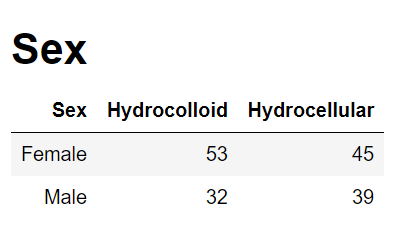 Sex
Sex Hydrocolloid Hydrocellular
Female 53 45
Male 32 39